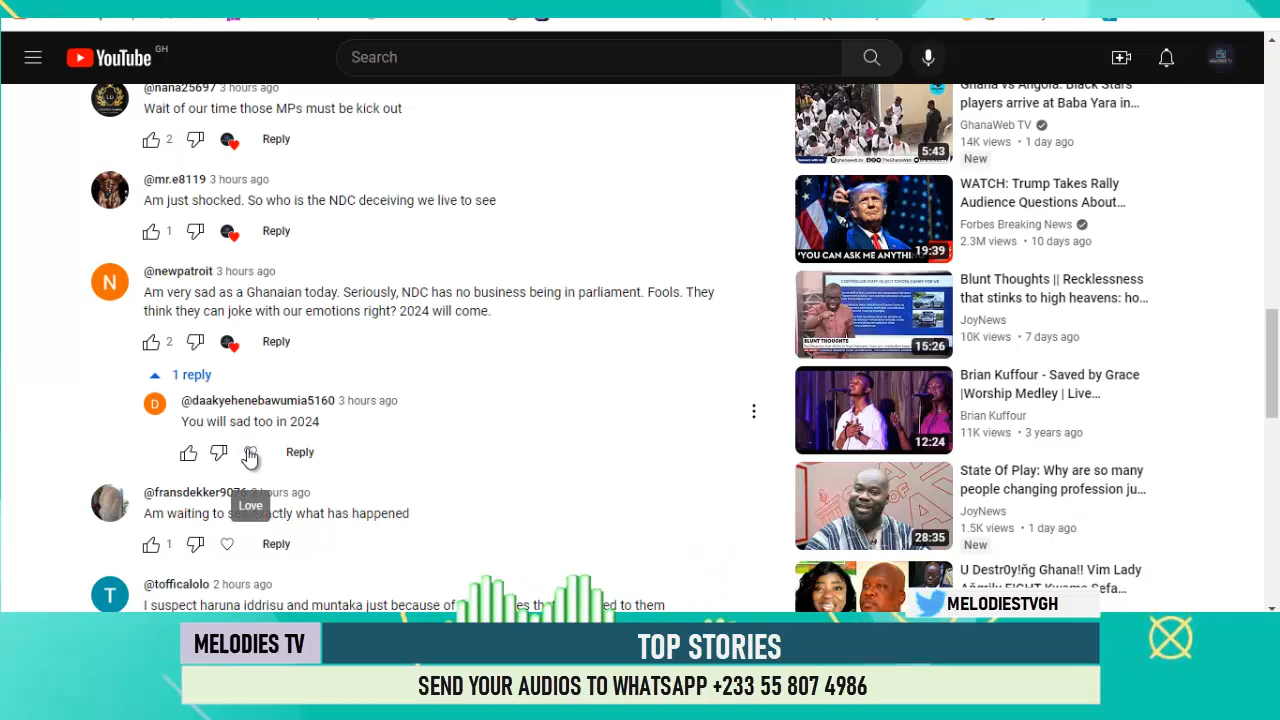 YouTube GH
Search
@nana25697 3 hours ago
Wait of our time those MPs must be kick out
2
Reply
@mr.e8119 3 hours ago
Am just shocked. So who is the NDC deceiving we live to see
1
Reply
N
@newpatroit 3 hours ago
Am very sad as a Ghanaian today. Seriously, NDC has no business being in parliament. Fools. They
think they can joke with our emotions right? 2024 will come.
2
Reply
1 reply
D
@daakyehenebawumia5160 3 hours ago
You will sad too in 2024
Reply
@fransdekker9076 2 hours ago
Love
Am waiting to what has happened
1
Reply
T
@tofficalolo 2 hours ago
I suspect haruna iddrisu and muntaka just because of to them
Ghana vs Angola: Black Stars
players arrive at Baba Yara in...
GhanaWeb TV
14K views • 1 day ago
New
5:43
WATCH: Trump Takes Rally
Audience Questions About...
Forbes Breaking News
2.3M views • 10 days ago
'YOU CAN ASK ME ANYTHI
19:39
Blunt Thoughts || Recklessness
that stinks to high heavens: ho...
JoyNews
10K views • 7 days ago
BLUNT THOUGHTS
15:26
Brian Kuffour - Saved by Grace
|Worship Medley | Live...
Brian Kuffour
11K views • 3 years ago
12:24
State Of Play: Why are so many
people changing profession ju...
JoyNews
1.5K views • 1 day ago
New
28:35
U Destr0y!ñg Ghana!! Vim Lady
MELODIESTVGH
MELODIES TV
TOP STORIES
SEND YOUR AUDIOS TO WHATSAPP +233 55 807 4986